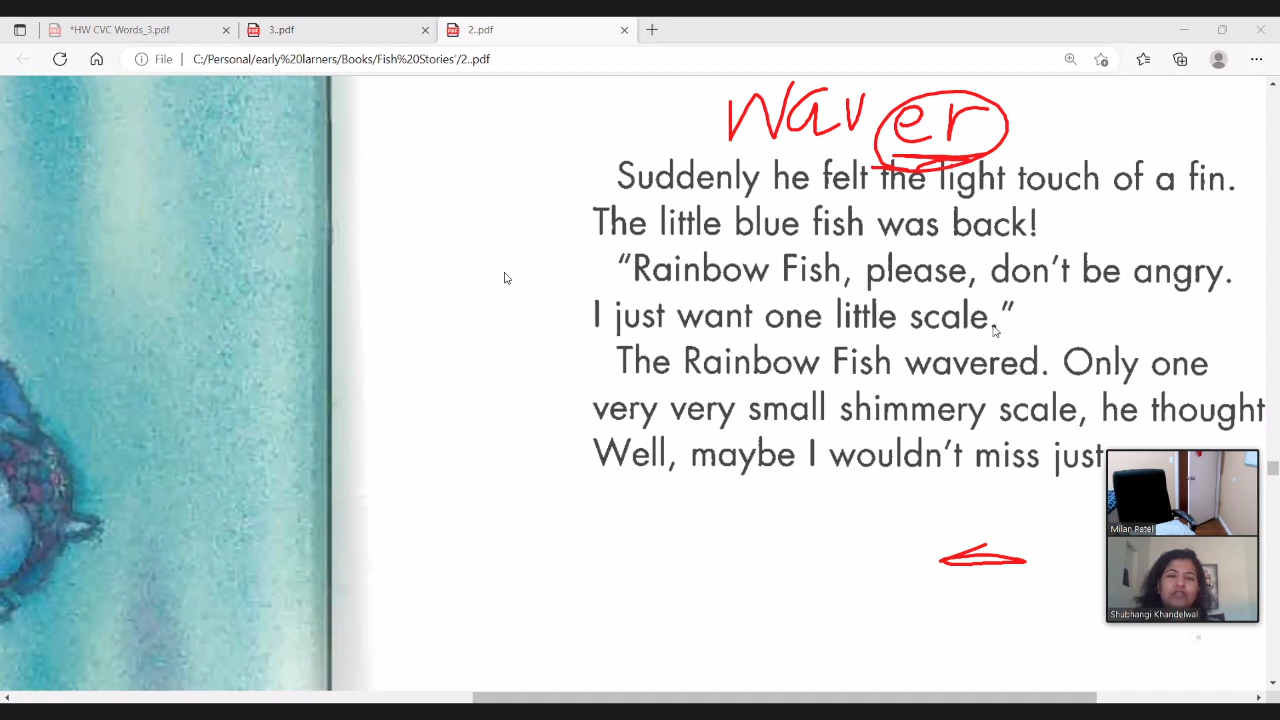 *HW CVC Words_3.pdf
3..pdf
2..pdf
File
C:/Personal/early%20larners/Books/Fish%20Stories'/2..pdf
waver
Suddenly he felt the light touch of a fin.
The little blue fish was back!
“Rainbow Fish, please, don’t be angry.
I just want one little scale.”
The Rainbow Fish wavered. Only one
very very small shimmery scale, he thought
Well, maybe I wouldn’t miss just
Milan Patel
Shubhangi Khandelwal